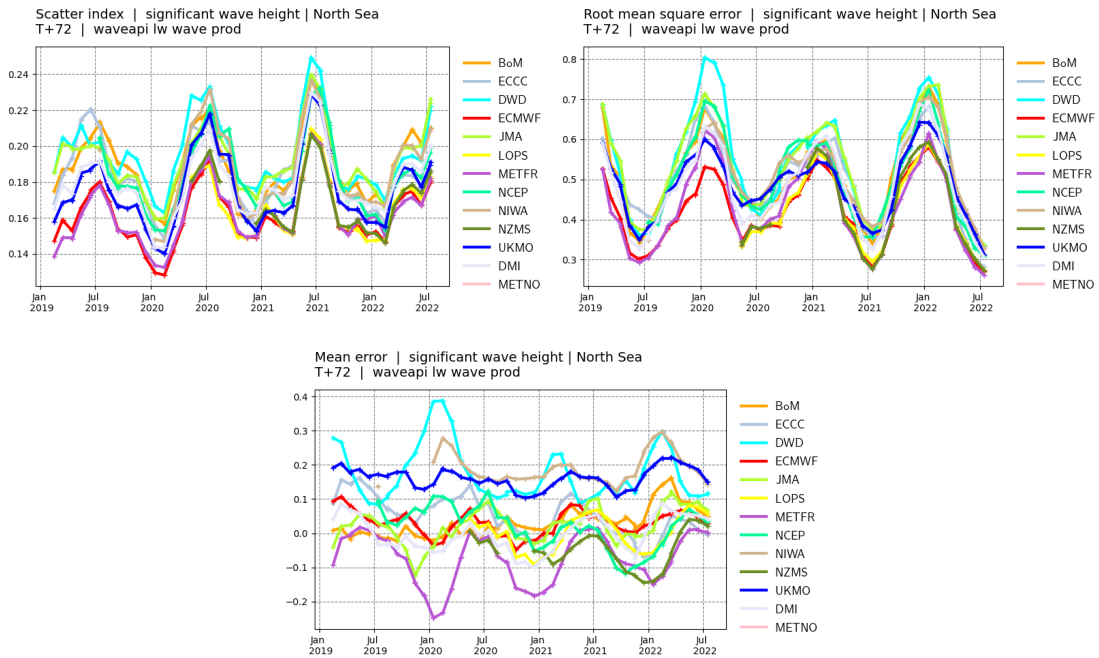 Scatter index | significant wave height | North Sea
T+72 | waveapi lw wave prod
0.24
0.22
0.20
0.18
0.16
0.14
Jan 2019
Jul 2019
Jan 2020
Jul 2020
Jan 2021
Jul 2021
Jan 2022
Jul 2022
BoM
ECCC
DWD
ECMWF
JMA
LOPS
METFR
NCEP
NIWA
NZMS
UKMO
DMI
METNO
Root mean square error | significant wave height | North Sea
T+72 | waveapi lw wave prod
0.8
0.7
0.6
0.5
0.4
0.3
Jan 2019
Jul 2019
Jan 2020
Jul 2020
Jan 2021
Jul 2021
Jan 2022
Jul 2022
BoM
ECCC
DWD
ECMWF
JMA
LOPS
METFR
NCEP
NIWA
NZMS
UKMO
DMI
METNO
Mean error | significant wave height | North Sea
T+72 | waveapi lw wave prod
0.4
0.3
0.2
0.1
0.0
−0.1
−0.2
Jan 2019
Jul 2019
Jan 2020
Jul 2020
Jan 2021
Jul 2021
Jan 2022
Jul 2022
BoM
ECCC
DWD
ECMWF
JMA
LOPS
METFR
NCEP
NIWA
NZMS
UKMO
DMI
METNO